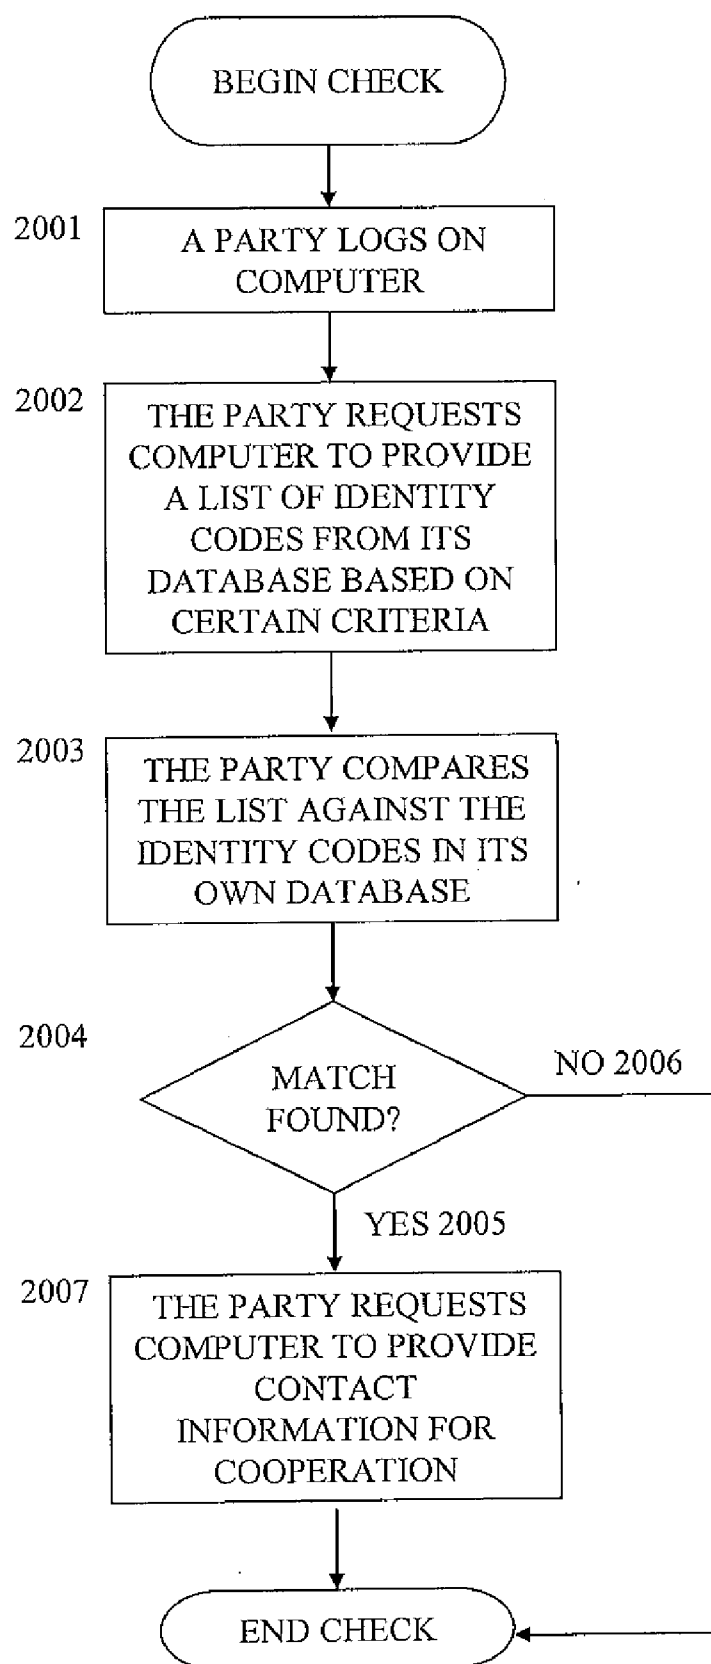 BEGIN CHECK
2001
A PARTY LOGS ON
COMPUTER
2002
THE PARTY REQUESTS
COMPUTER TO PROVIDE
A LIST OF IDENTITY
CODES FROM ITS
DATABASE BASED ON
CERTAIN CRITERIA
2003
THE PARTY COMPARES
THE LIST AGAINST THE
IDENTITY CODES IN ITS
OWN DATABASE
2004
MATCH
FOUND?
NO 2006
YES 2005
2007
THE PARTY REQUESTS
COMPUTER TO PROVIDE
CONTACT
INFORMATION FOR
COOPERATION
END CHECK